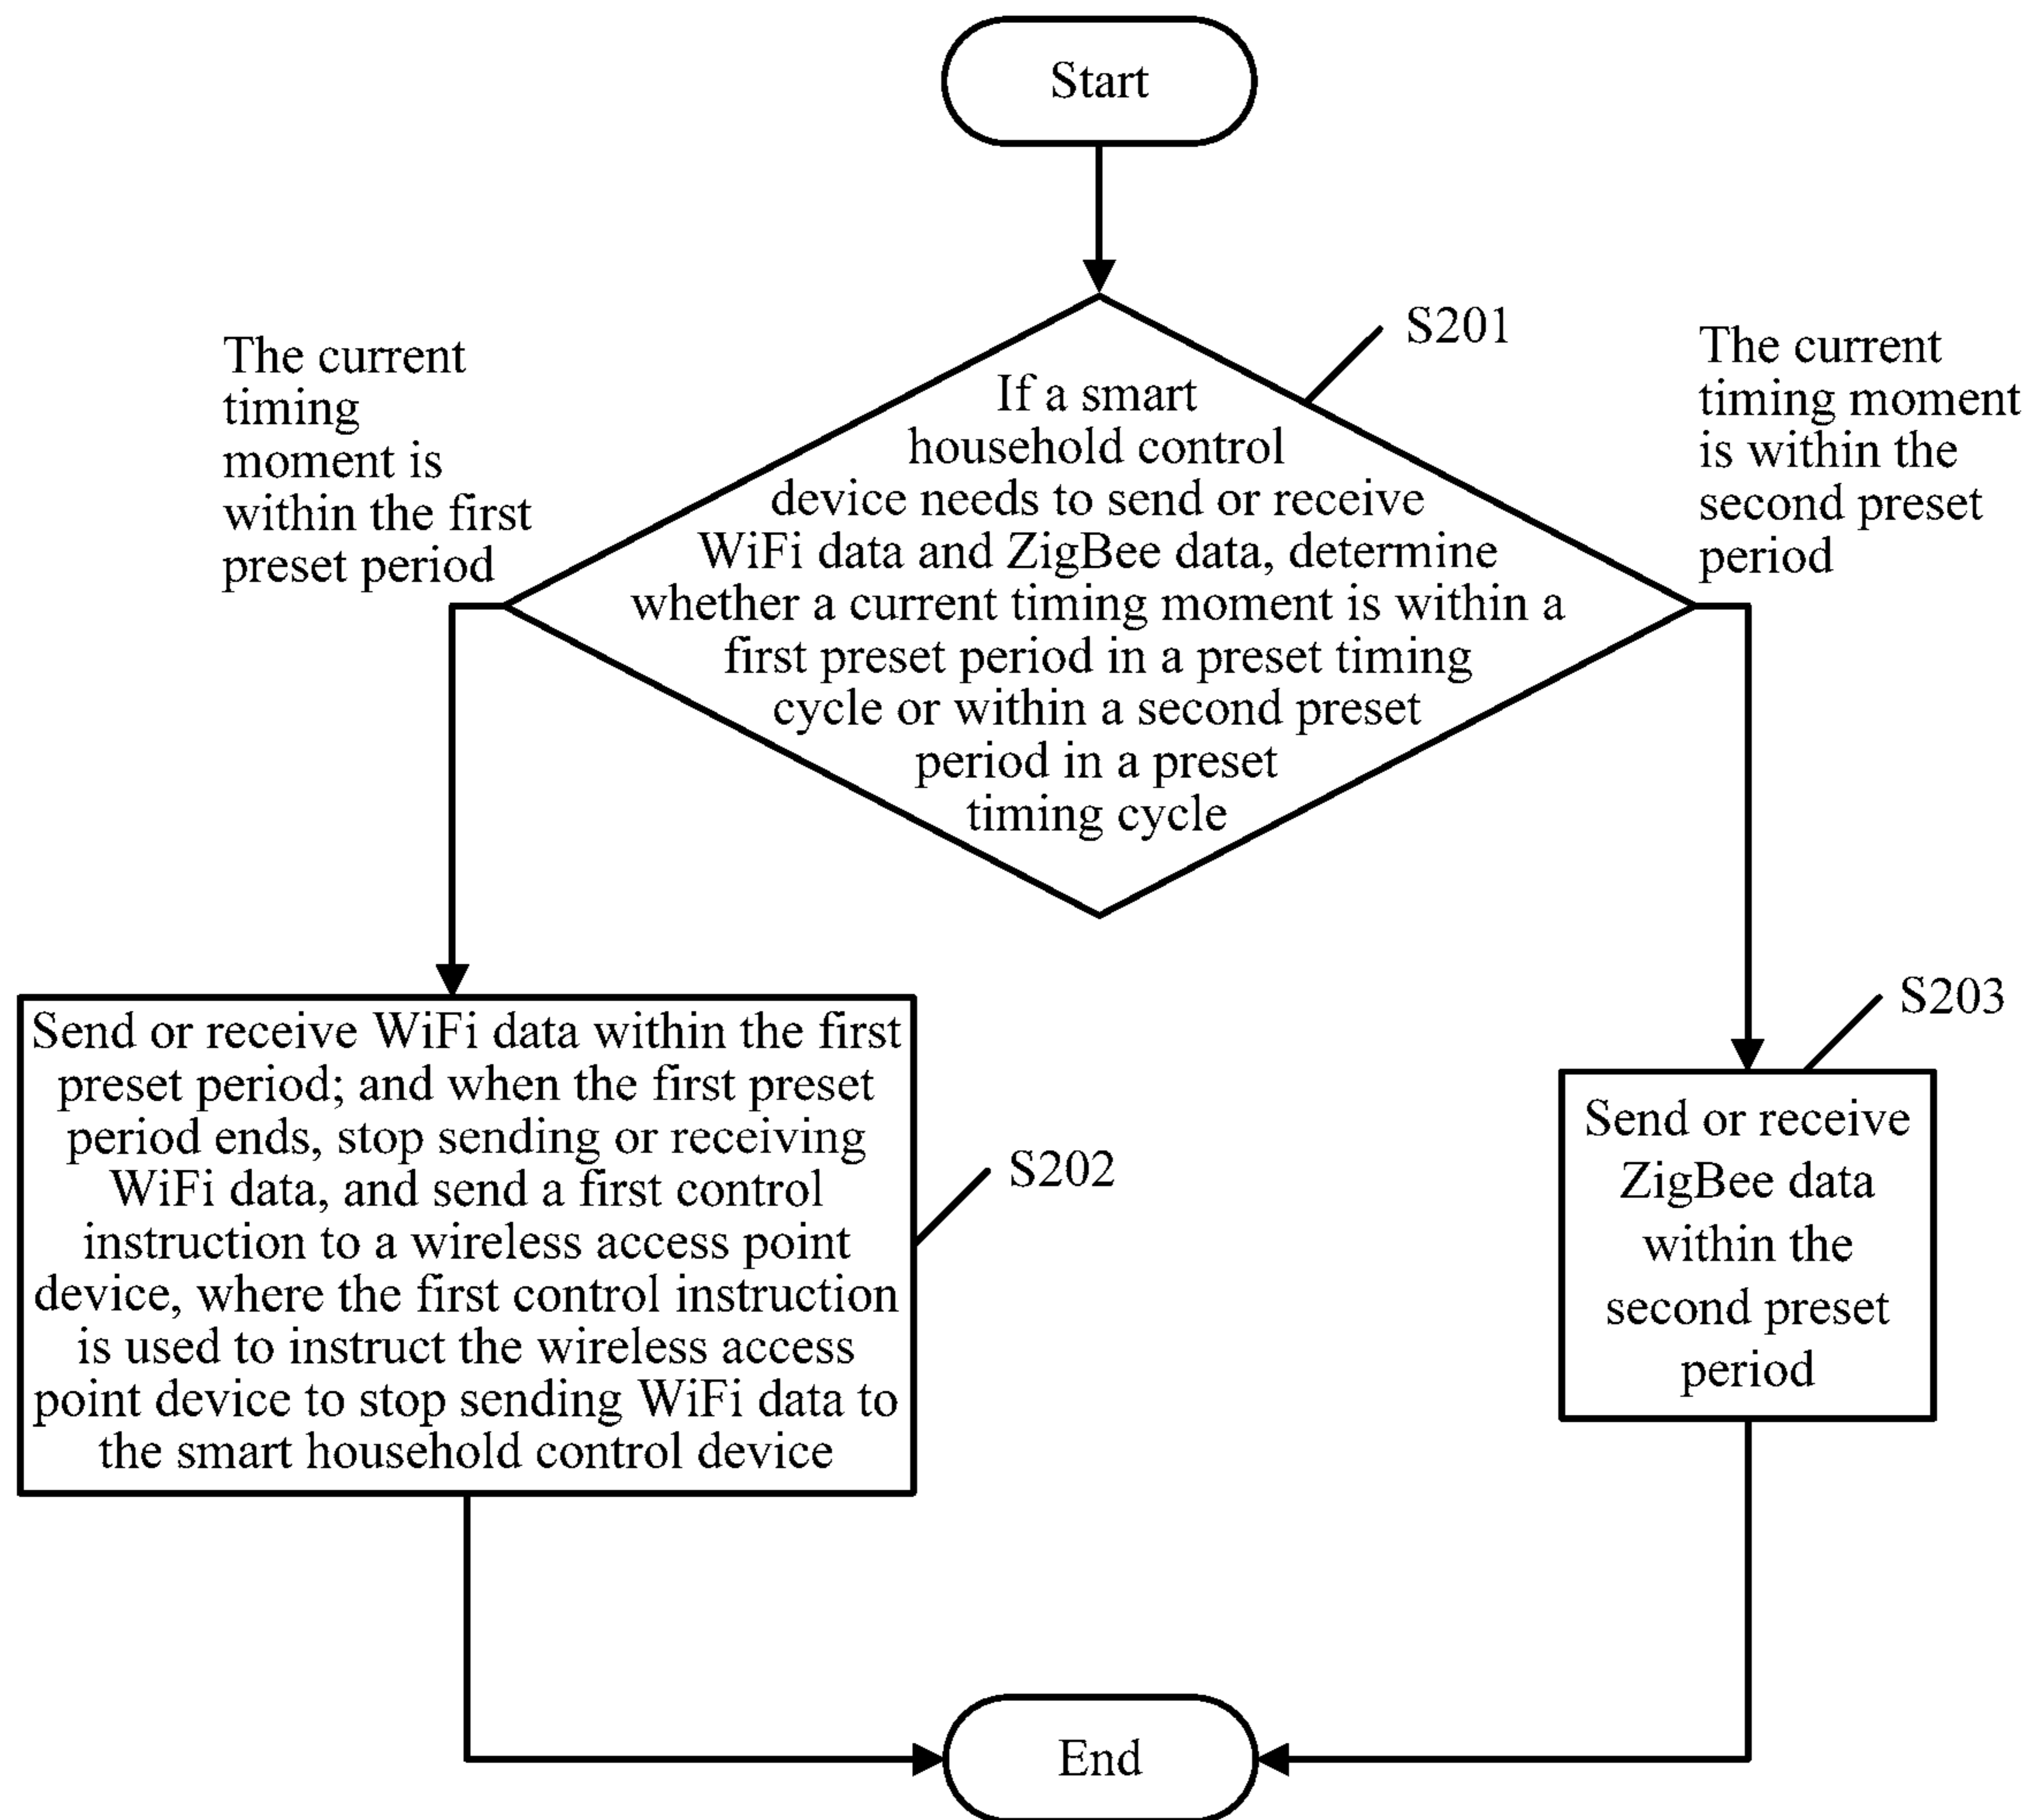 Start
S201
The current
timing
moment is
within the first
preset period
If a smart
household control
device needs to send or receive
WiFi data and ZigBee data, determine
whether a current timing moment is within a
first preset period in a preset timing
cycle or within a second preset
period in a preset
timing cycle
The current
timing moment
is within the
second preset
period
Send or receive WiFi data within the first
preset period; and when the first preset
period ends, stop sending or receiving
WiFi data, and send a first control
instruction to a wireless access point
device, where the first control instruction
is used to instruct the wireless access
point device to stop sending WiFi data to
the smart household control device
S202
S203
Send or receive
ZigBee data
within the
second preset
period
End